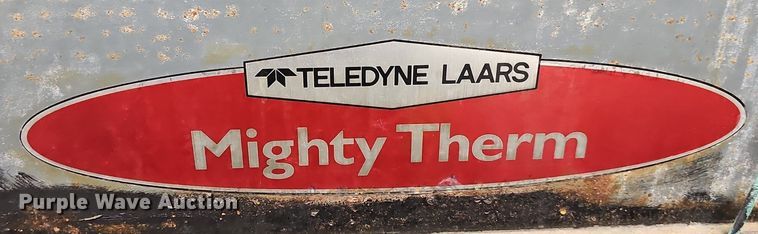 TELEDYNE LAARS
Mighty Therm
Purple Wave Auction